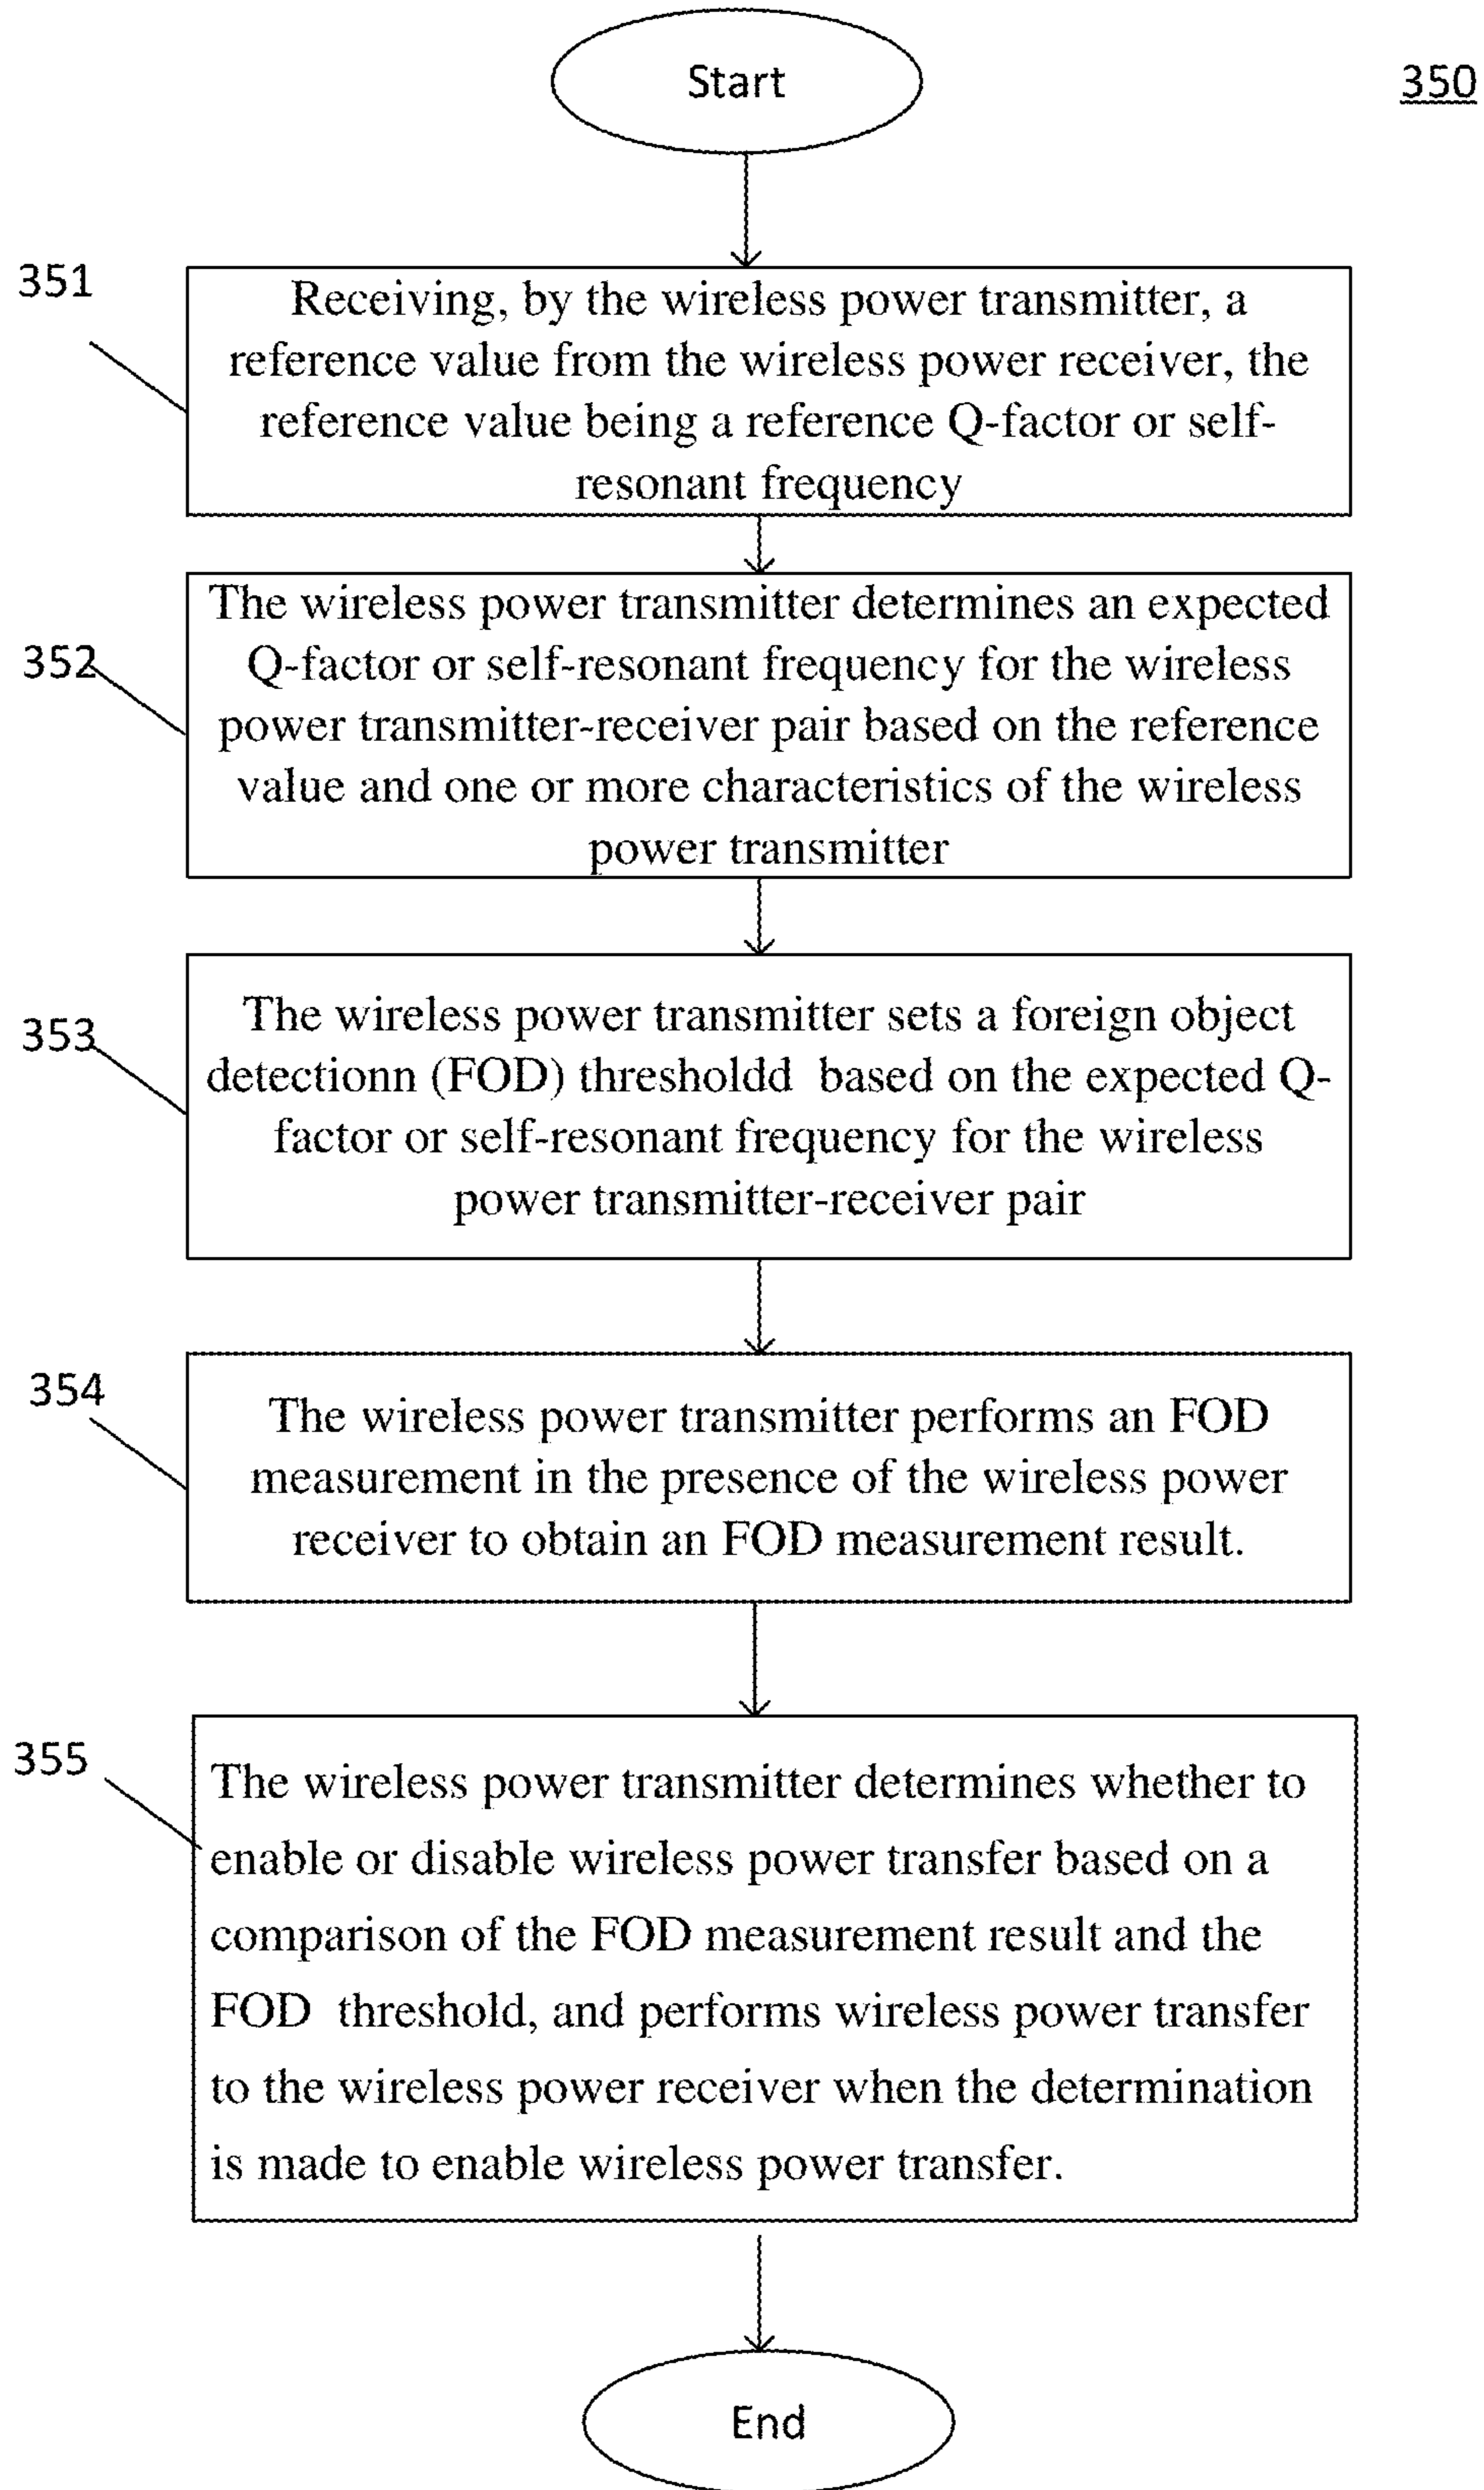 Start
350
351
Receiving, by the wireless power transmitter, a
reference value from the wireless power receiver, the
reference value being a reference Q-factor or self-
resonant frequency
352
The wireless power transmitter determines an expected
Q-factor or self-resonant frequency for the wireless
power transmitter-receiver pair based on the reference
value and one or more characteristics of the wireless
power transmitter
353
The wireless power transmitter sets a foreign object
detectionn (FOD) thresholdd based on the expected Q-
factor or self-resonant frequency for the wireless
power transmitter-receiver pair
354
The wireless power transmitter performs an FOD
measurement in the presence of the wireless power
receiver to obtain an FOD measurement result.
355
The wireless power transmitter determines whether to
enable or disable wireless power transfer based on a
comparison of the FOD measurement result and the
FOD threshold, and performs wireless power transfer
to the wireless power receiver when the determination
is made to enable wireless power transfer.
End